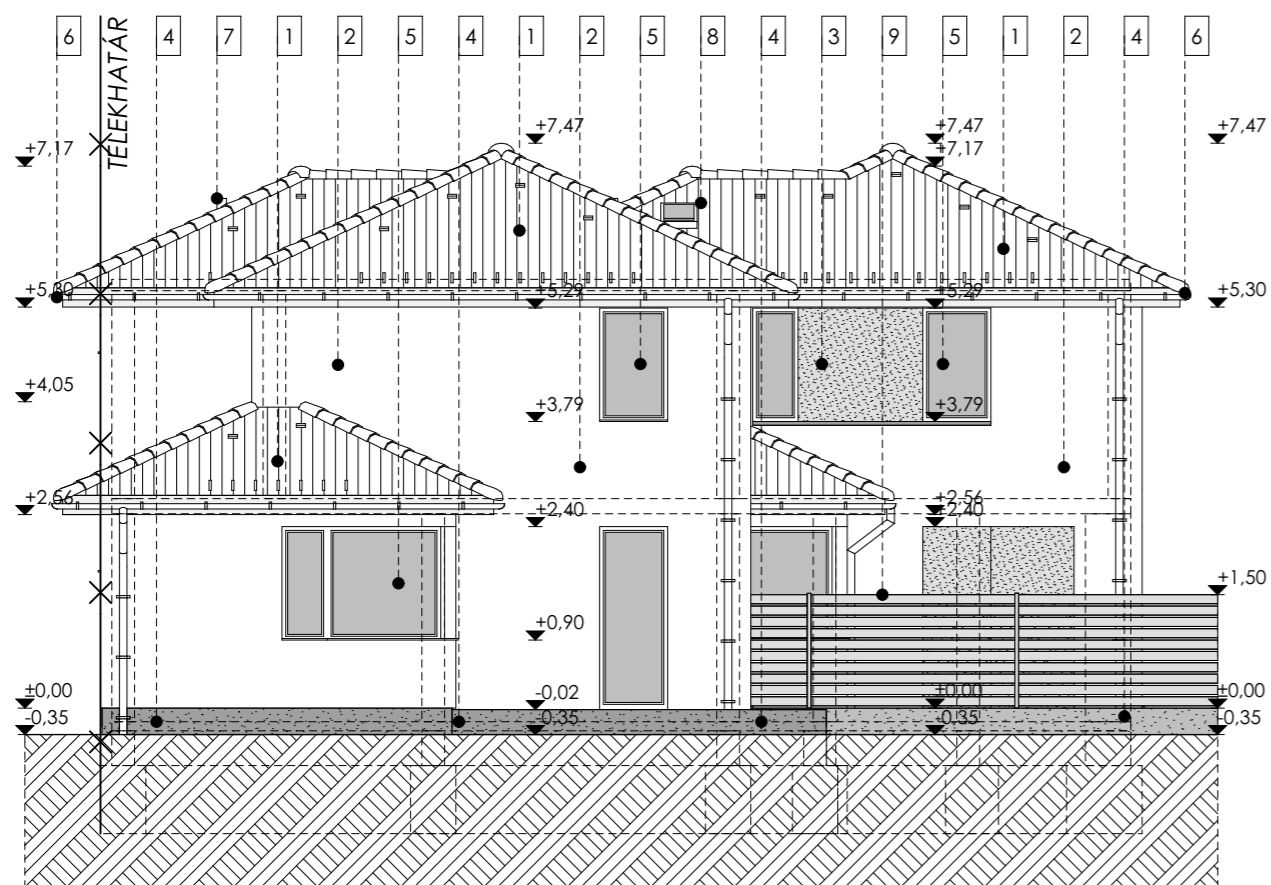 6 4 7 1 2 5 4 1 2 5 8 4 3 9 5 1 2 4 6
TELEKHATÁR
+7,47 +7,47 +7,47
+7,17 +7,17
+5,30 +5,29 +5,29 +5,30
+4,05
+3,79 +3,79
+2,56 +2,56
+2,40 +2,40
+1,50
+0,90
±0,00 -0,02 ±0,00 ±0,00
-0,35 -0,35 -0,35 -0,35